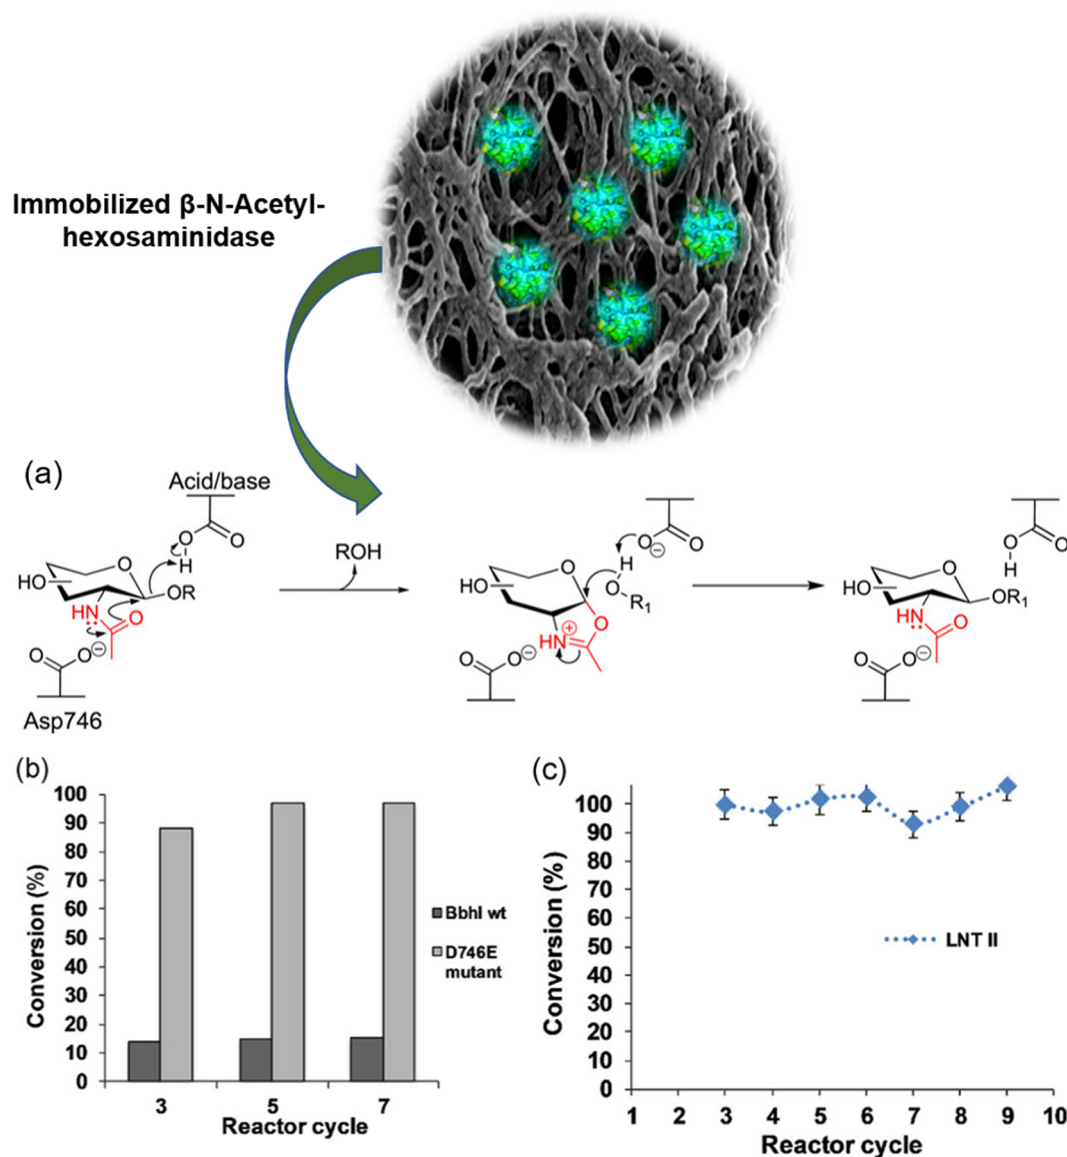 Immobilized β-N-Acetyl-
hexosaminidase
(a)
Acid/base
O
H
O
ROH
O
⊖
H
O
R₁
O
H
O
HO
O
OR
HN
O
HO
O
O
HN
⊕
HO
O
OR₁
HN
O
O
O
⊖
Asp746
O
O
⊖
O
O
⊖
(b)
100
90
80
70
60
50
40
30
20
10
0
Conversion (%)
3
5
7
Reactor cycle
BbhI wt
D746E
mutant
(c)
100
90
80
70
60
50
40
30
20
10
0
Conversion (%)
LNT II
1 2 3 4 5 6 7 8 9 10
Reactor cycle